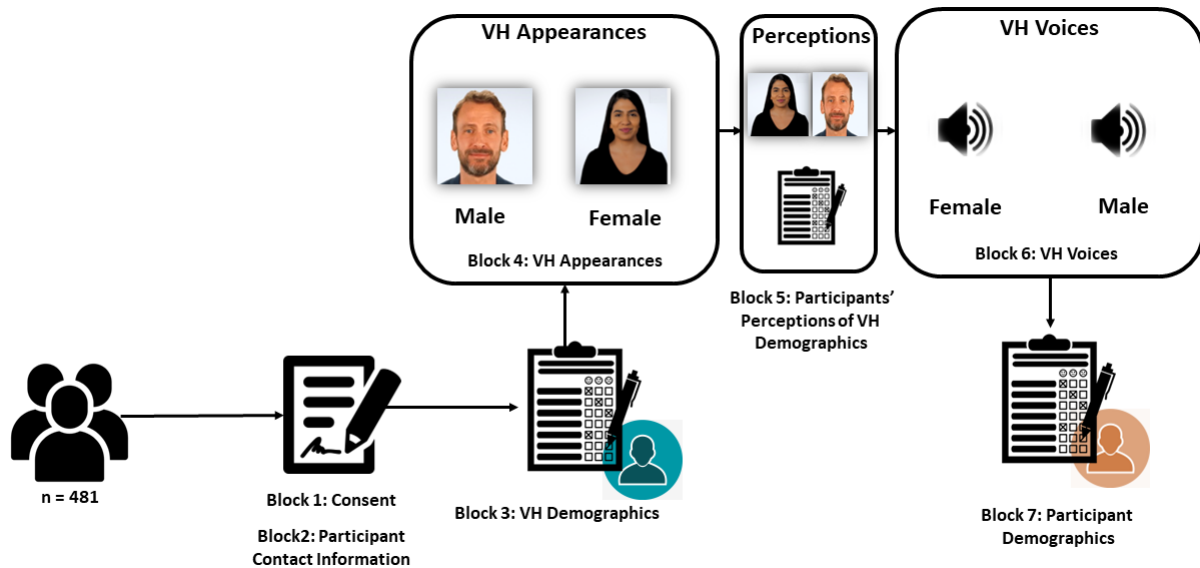 VH Appearances
Male
Female
Block 4: VH Appearances
Perceptions
Block 5: Participants'
Perceptions of VH
Demographics
VH Voices
Female
Male
Block 6: VH Voices
n = 481
Block 1: Consent
Block2: Participant
Contact Information
Block 3: VH Demographics
Block 7: Participant
Demographics